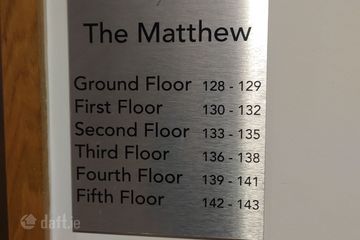 The Matthew
Ground Floor 128 - 129
First Floor 130 - 132
Second Floor 133 - 135
Third Floor 136 - 138
Fourth Floor 139 - 141
Fifth Floor 142 - 143
daft.ie